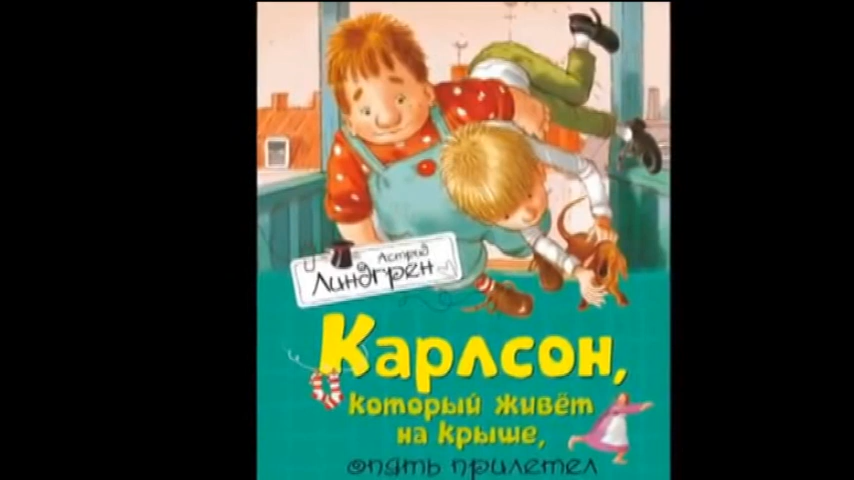 Астрид
Линдгрен
Карлсон,
который живёт
на крыше,
опять прилетел